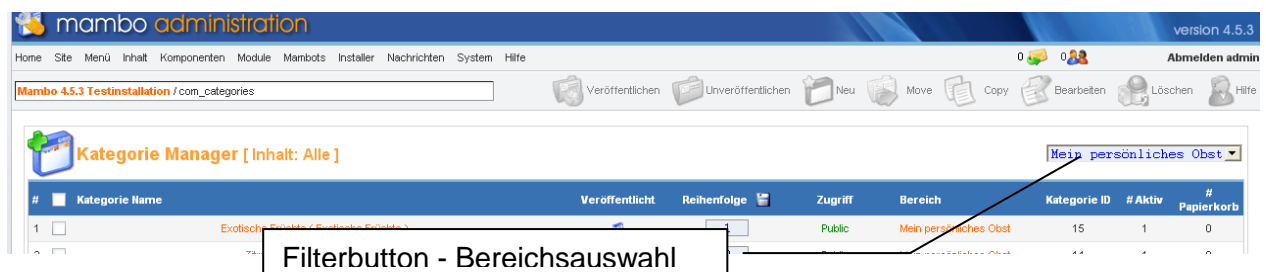 mambo administration
version 4.5.3
Home Site Menü Inhalt Komponenten Module Mambots Installer Nachrichten System Hilfe 0 0 Abmelden admin
Mambo 4.5.3 Testinstallation / com_categories
Veröffentlichen Unveröffentlichen Neu Move Copy Bearbeiten Löschen Hilfe
Kategorie Manager [ Inhalt: Alle ]
Mein persönliches Obst
# Kategorie Name Veröffentlicht Reihenfolge Zugriff Bereich Kategorie ID # Aktiv # Papierkorb
1 Exotische Früchte ( Exotische Früchte ) 1 Public Mein persönliches Obst 15 1 0
Filterbutton - Bereichsauswahl